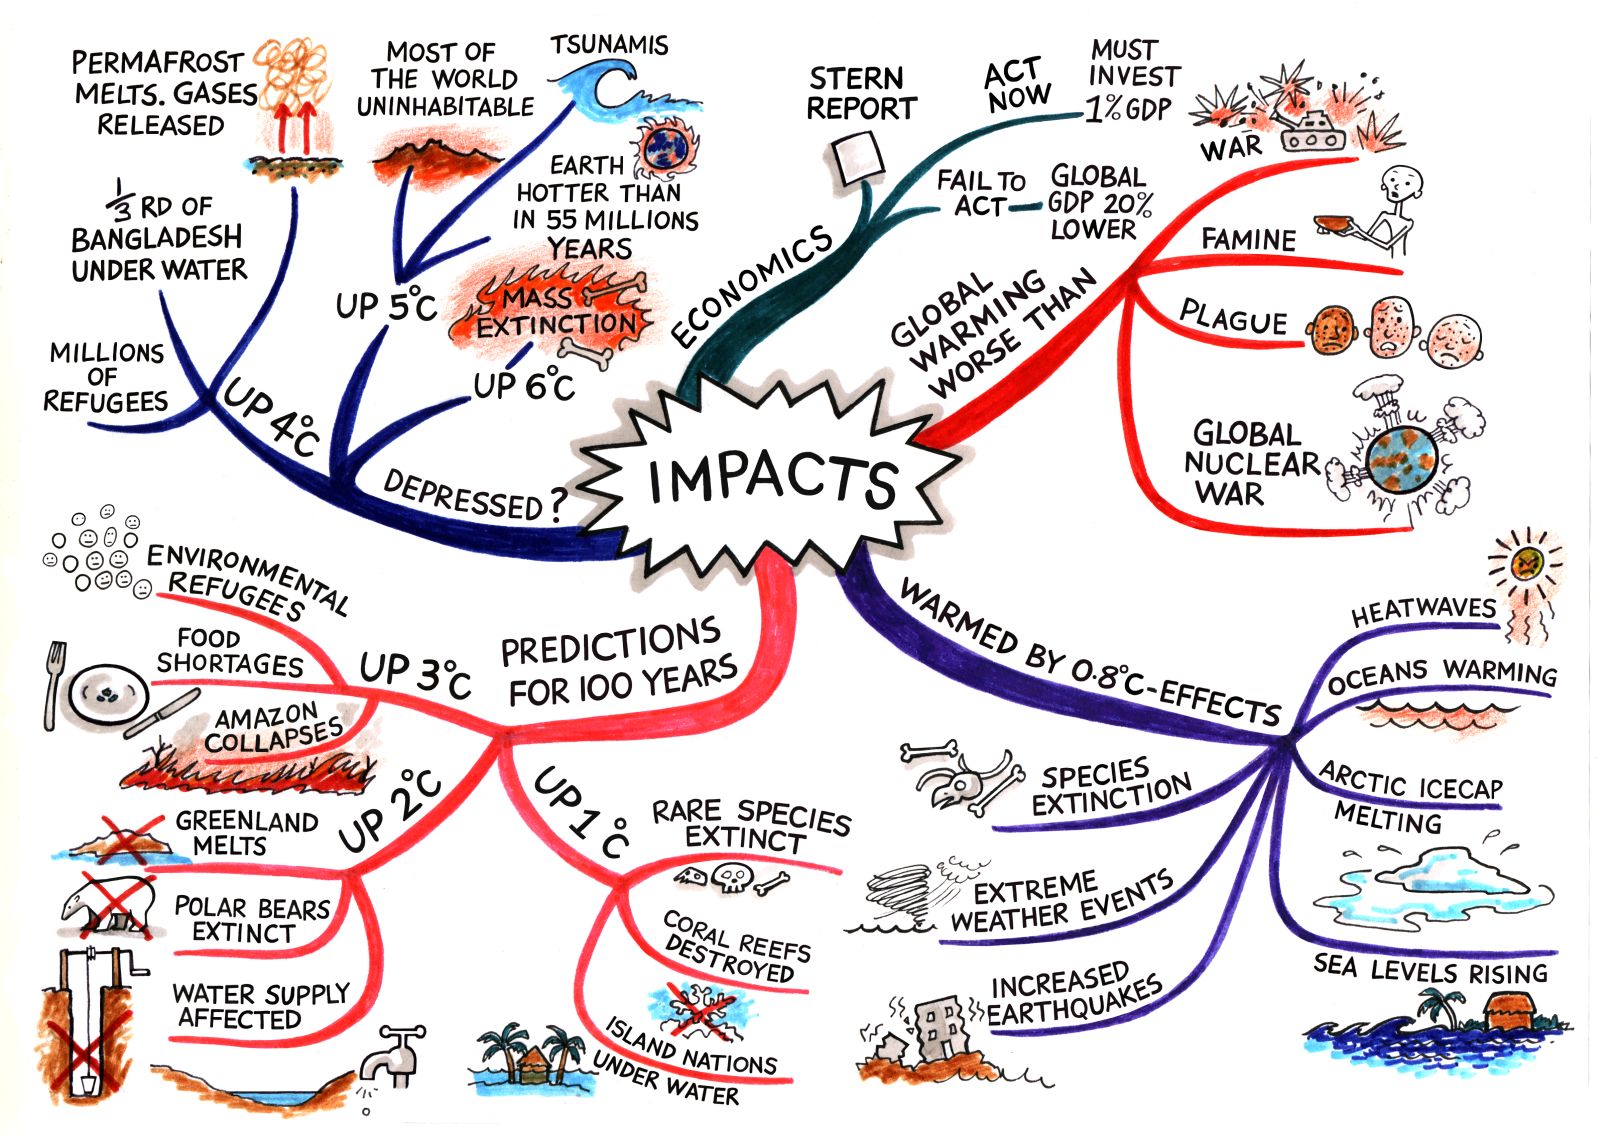 IMPACTS
ECONOMICS
STERN
REPORT
ACT
NOW
MUST
INVEST
1% GDP
FAIL TO
ACT
GLOBAL
GDP 20%
LOWER
GLOBAL
WARMING
WORSE THAN
WAR
FAMINE
PLAGUE
GLOBAL
NUCLEAR
WAR
WARMED BY 0.8°C-EFFECTS
HEATWAVES
OCEANS WARMING
ARCTIC ICECAP
MELTING
SEA LEVELS RISING
SPECIES
EXTINCTION
EXTREME
WEATHER EVENTS
INCREASED
EARTHQUAKES
PREDICTIONS
FOR 100 YEARS
UP 1°C
RARE SPECIES
EXTINCT
CORAL REEFS
DESTROYED
ISLAND NATIONS
UNDER WATER
UP 2°C
GREENLAND
MELTS
POLAR BEARS
EXTINCT
WATER SUPPLY
AFFECTED
UP 3°C
ENVIRONMENTAL
REFUGEES
FOOD
SHORTAGES
AMAZON
COLLAPSES
DEPRESSED?
UP 4°C
MILLIONS
OF
REFUGEES
1/3 RD OF
BANGLADESH
UNDER WATER
PERMAFROST
MELTS. GASES
RELEASED
UP 5°C
MOST OF
THE WORLD
UNINHABITABLE
TSUNAMIS
EARTH
HOTTER THAN
IN 55 MILLIONS
YEARS
UP 6°C
MASS
EXTINCTION